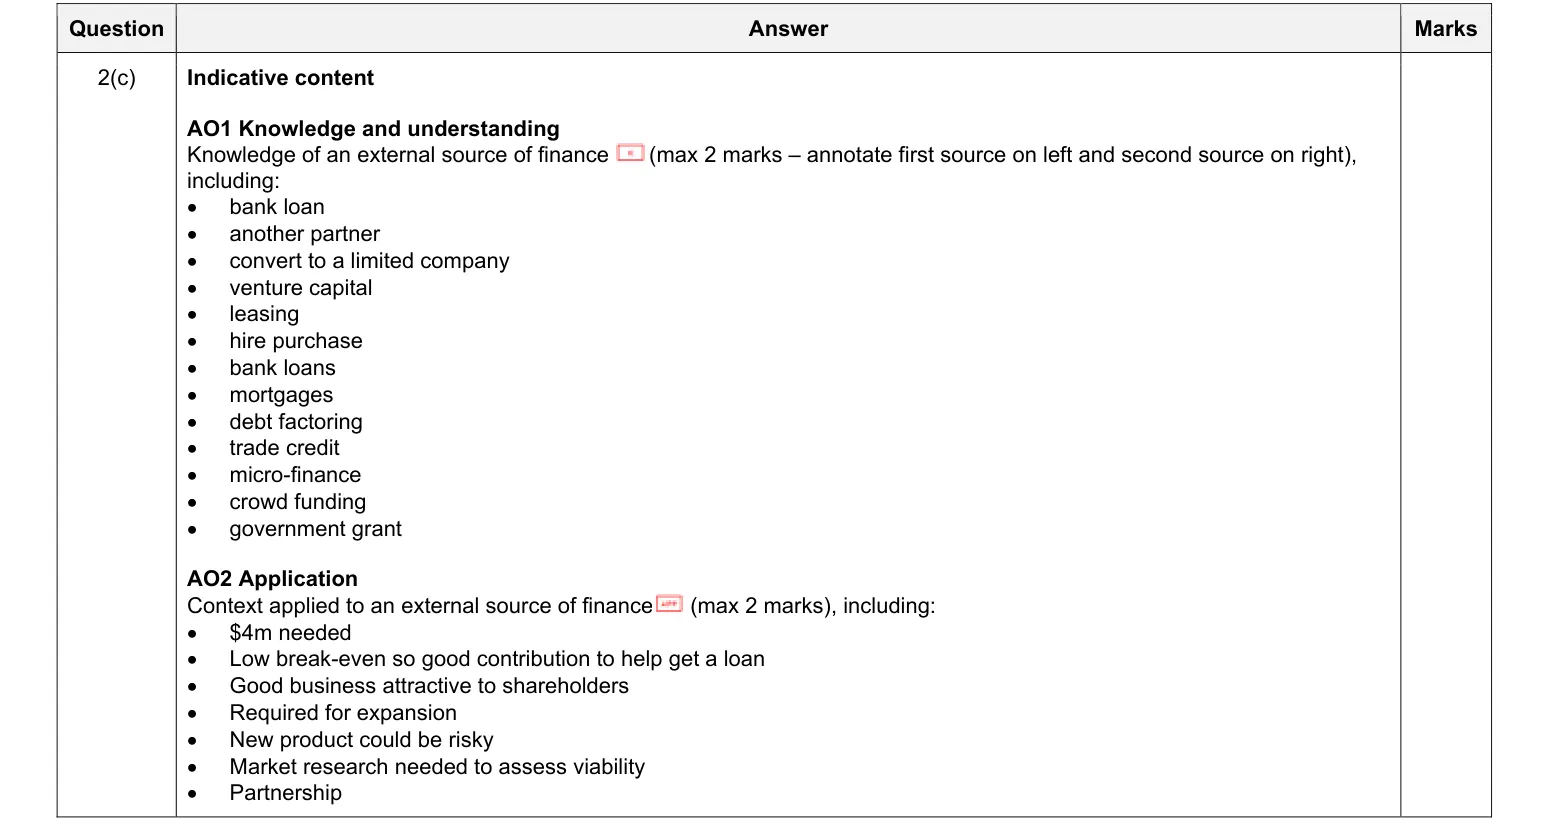 Question Answer Marks
2(c) Indicative content
AO1 Knowledge and understanding
Knowledge of an external source of finance (max 2 marks – annotate first source on left and second source on right),
including:
• bank loan
• another partner
• convert to a limited company
• venture capital
• leasing
• hire purchase
• bank loans
• mortgages
• debt factoring
• trade credit
• micro-finance
• crowd funding
• government grant
AO2 Application
Context applied to an external source of finance (max 2 marks), including:
• $4m needed
• Low break-even so good contribution to help get a loan
• Good business attractive to shareholders
• Required for expansion
• New product could be risky
• Market research needed to assess viability
• Partnership